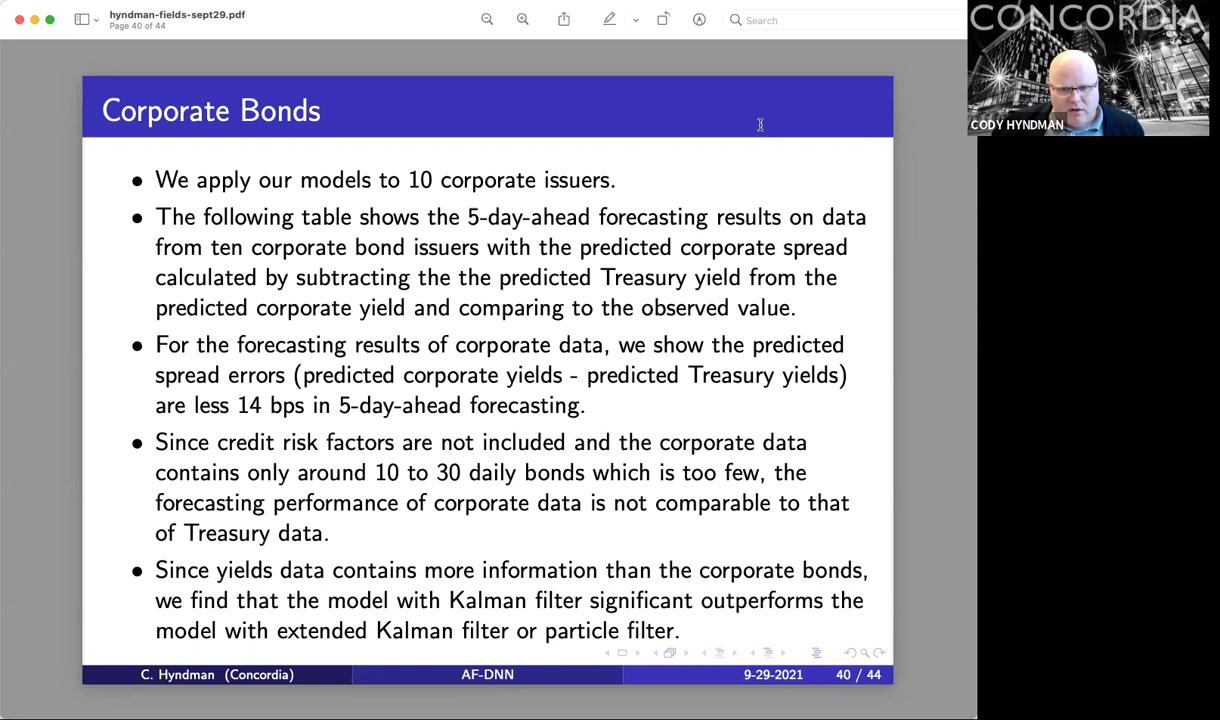 hyndman-fields-sept29.pdf
Page 40 of 44
Search
CONCORDIA
CODY HYNDMAN
Corporate Bonds
• We apply our models to 10 corporate issuers.
• The following table shows the 5-day-ahead forecasting results on data
from ten corporate bond issuers with the predicted corporate spread
calculated by subtracting the the predicted Treasury yield from the
predicted corporate yield and comparing to the observed value.
• For the forecasting results of corporate data, we show the predicted
spread errors (predicted corporate yields - predicted Treasury yields)
are less 14 bps in 5-day-ahead forecasting.
• Since credit risk factors are not included and the corporate data
contains only around 10 to 30 daily bonds which is too few, the
forecasting performance of corporate data is not comparable to that
of Treasury data.
• Since yields data contains more information than the corporate bonds,
we find that the model with Kalman filter significant outperforms the
model with extended Kalman filter or particle filter.
C. Hyndman (Concordia) AF-DNN 9-29-2021 40 / 44